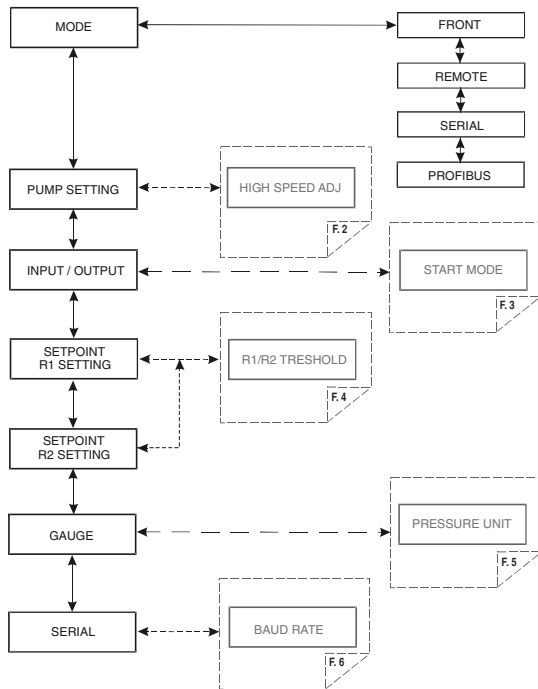 MODE
FRONT
REMOTE
SERIAL
PROFIBUS
PUMP SETTING
HIGH SPEED ADJ
F. 2
INPUT / OUTPUT
START MODE
F. 3
SETPOINT
R1 SETTING
R1/R2 TRESHOLD
F. 4
SETPOINT
R2 SETTING
GAUGE
PRESSURE UNIT
F. 5
SERIAL
BAUD RATE
F. 6